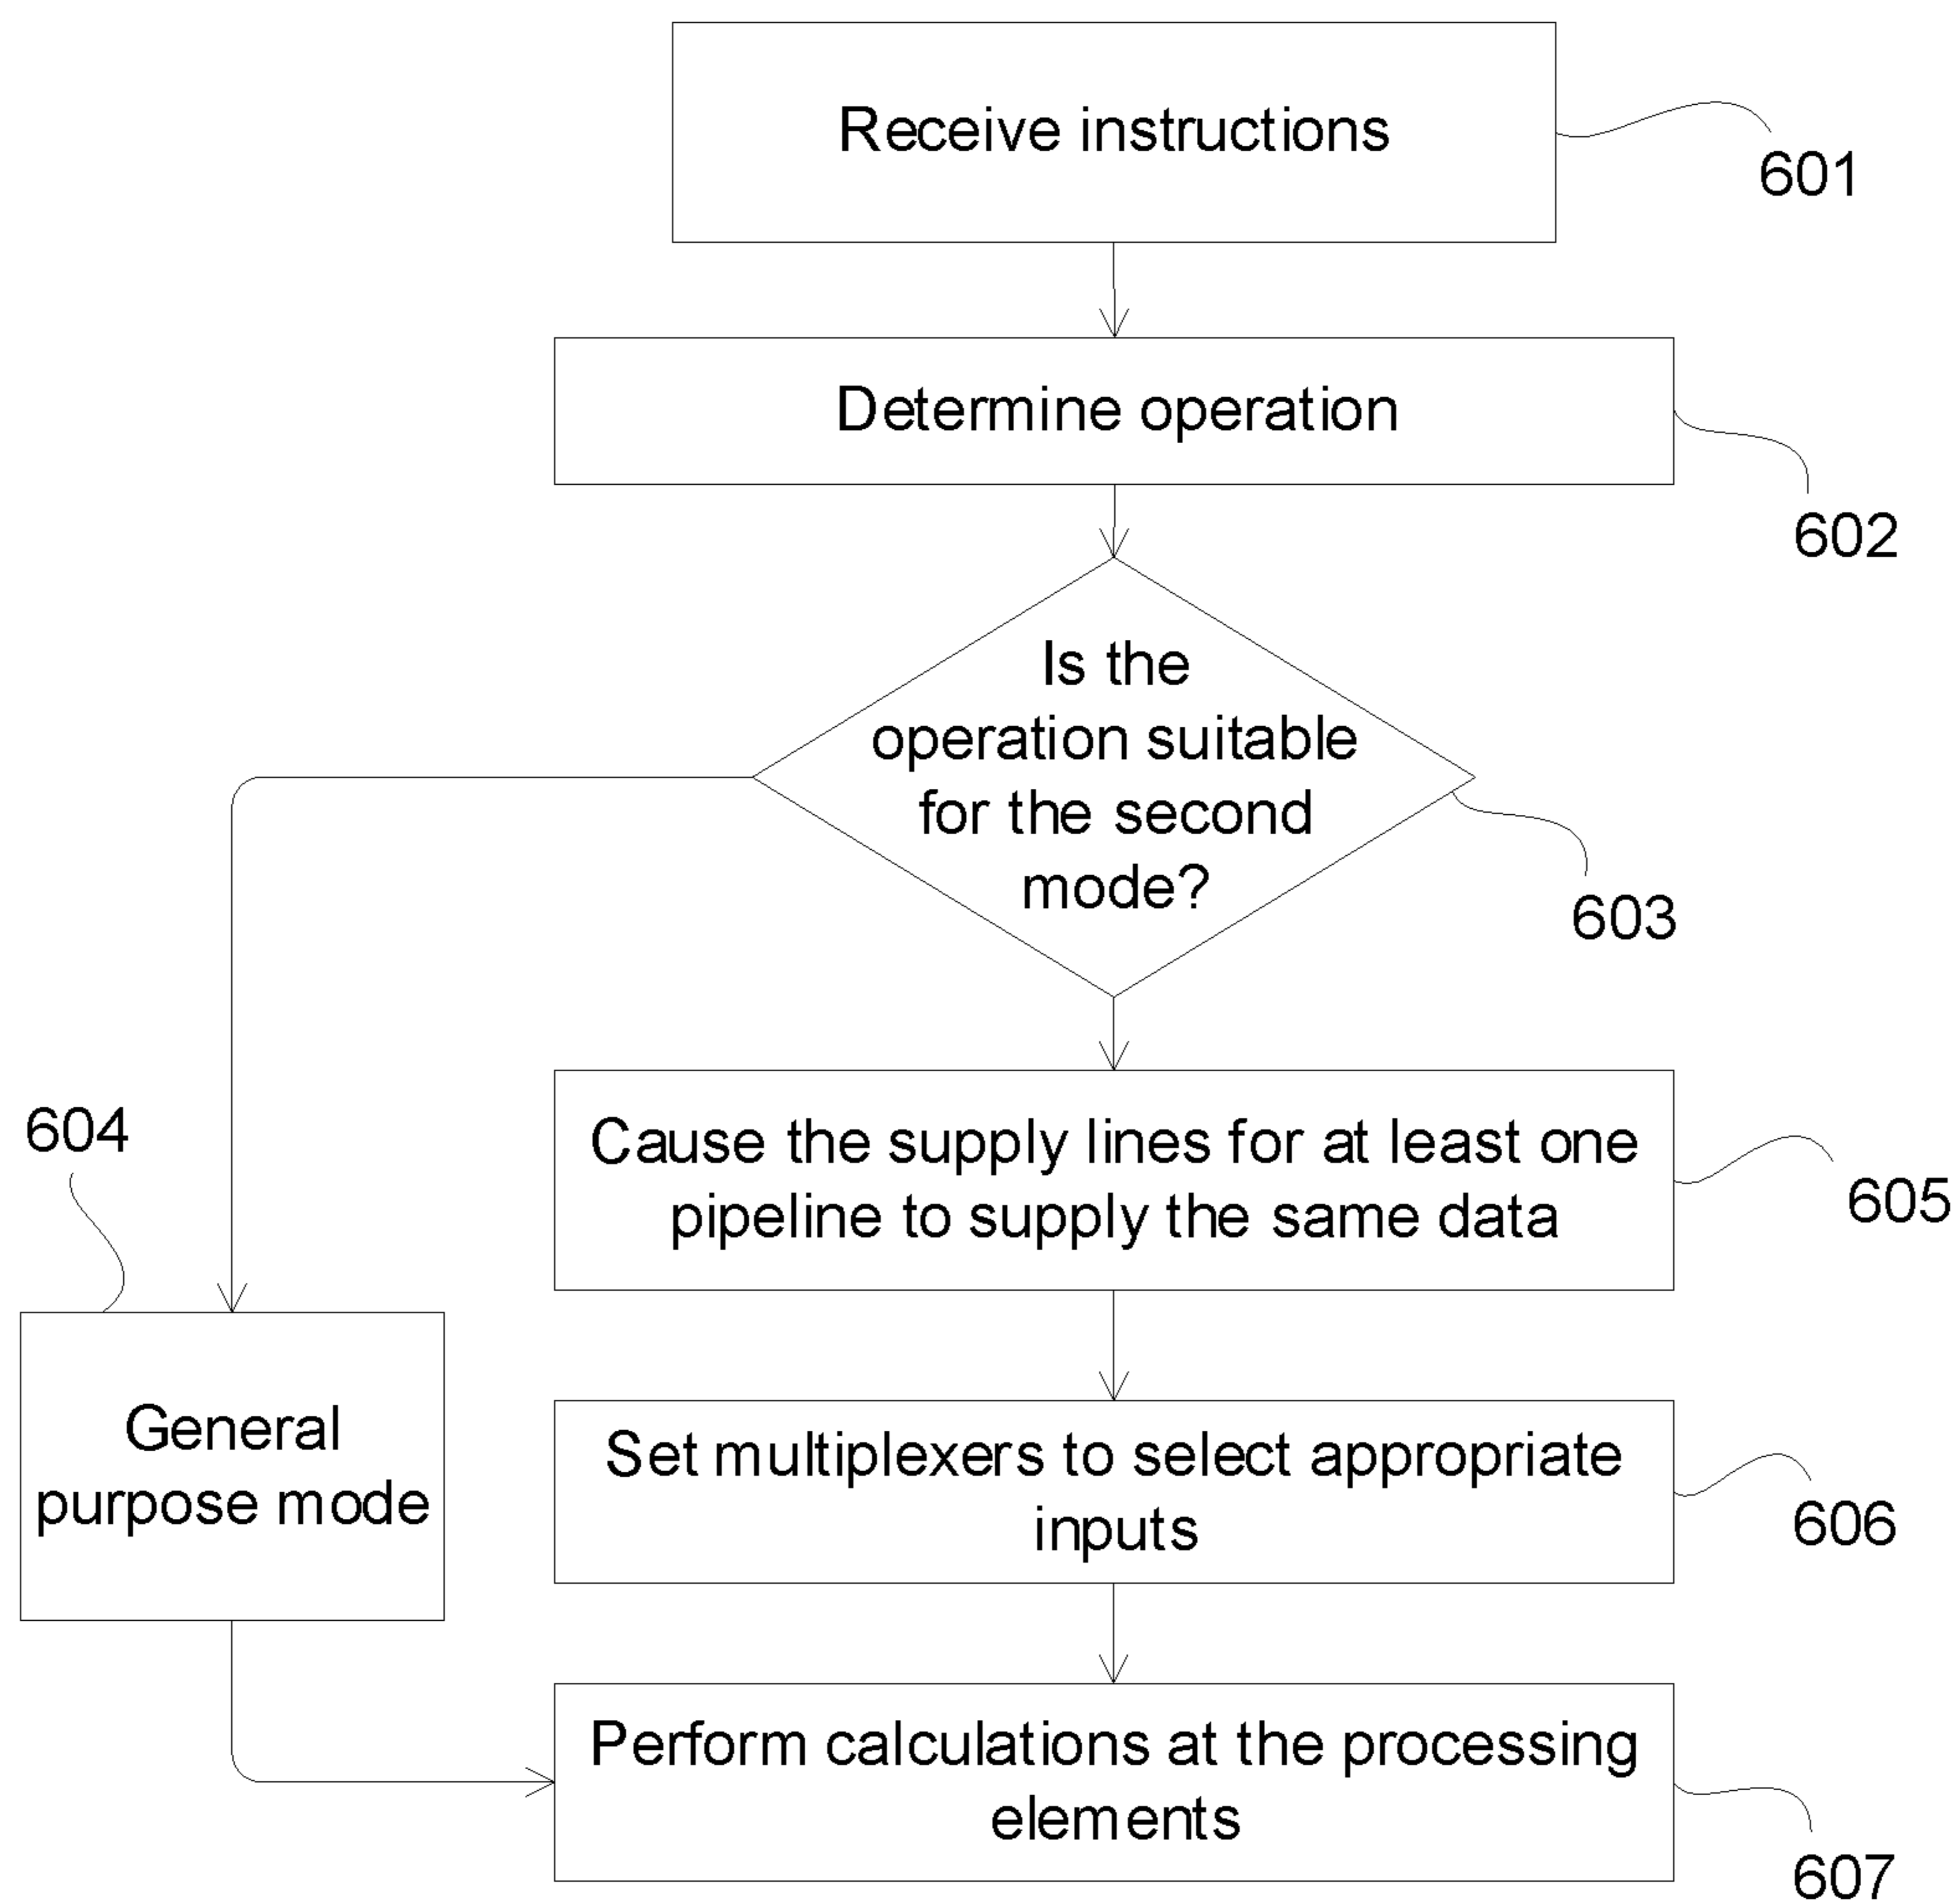 Receive instructions
601
Determine operation
602
Is the
operation suitable
for the second
mode?
603
604
General
purpose mode
Cause the supply lines for at least one
pipeline to supply the same data
605
Set multiplexers to select appropriate
inputs
606
Perform calculations at the processing
elements
607